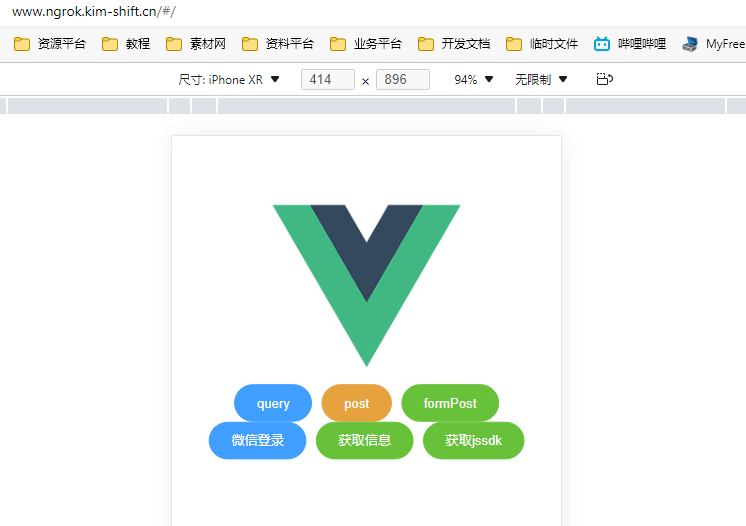 www.ngrok.kim-shift.cn/#/
资源平台 教程 素材网 资料平台 业务平台 开发文档 临时文件 哔哩哔哩 MyFree
尺寸: iPhone XR 414 × 896 94% 无限制
query post formPost
微信登录 获取信息 获取jssdk